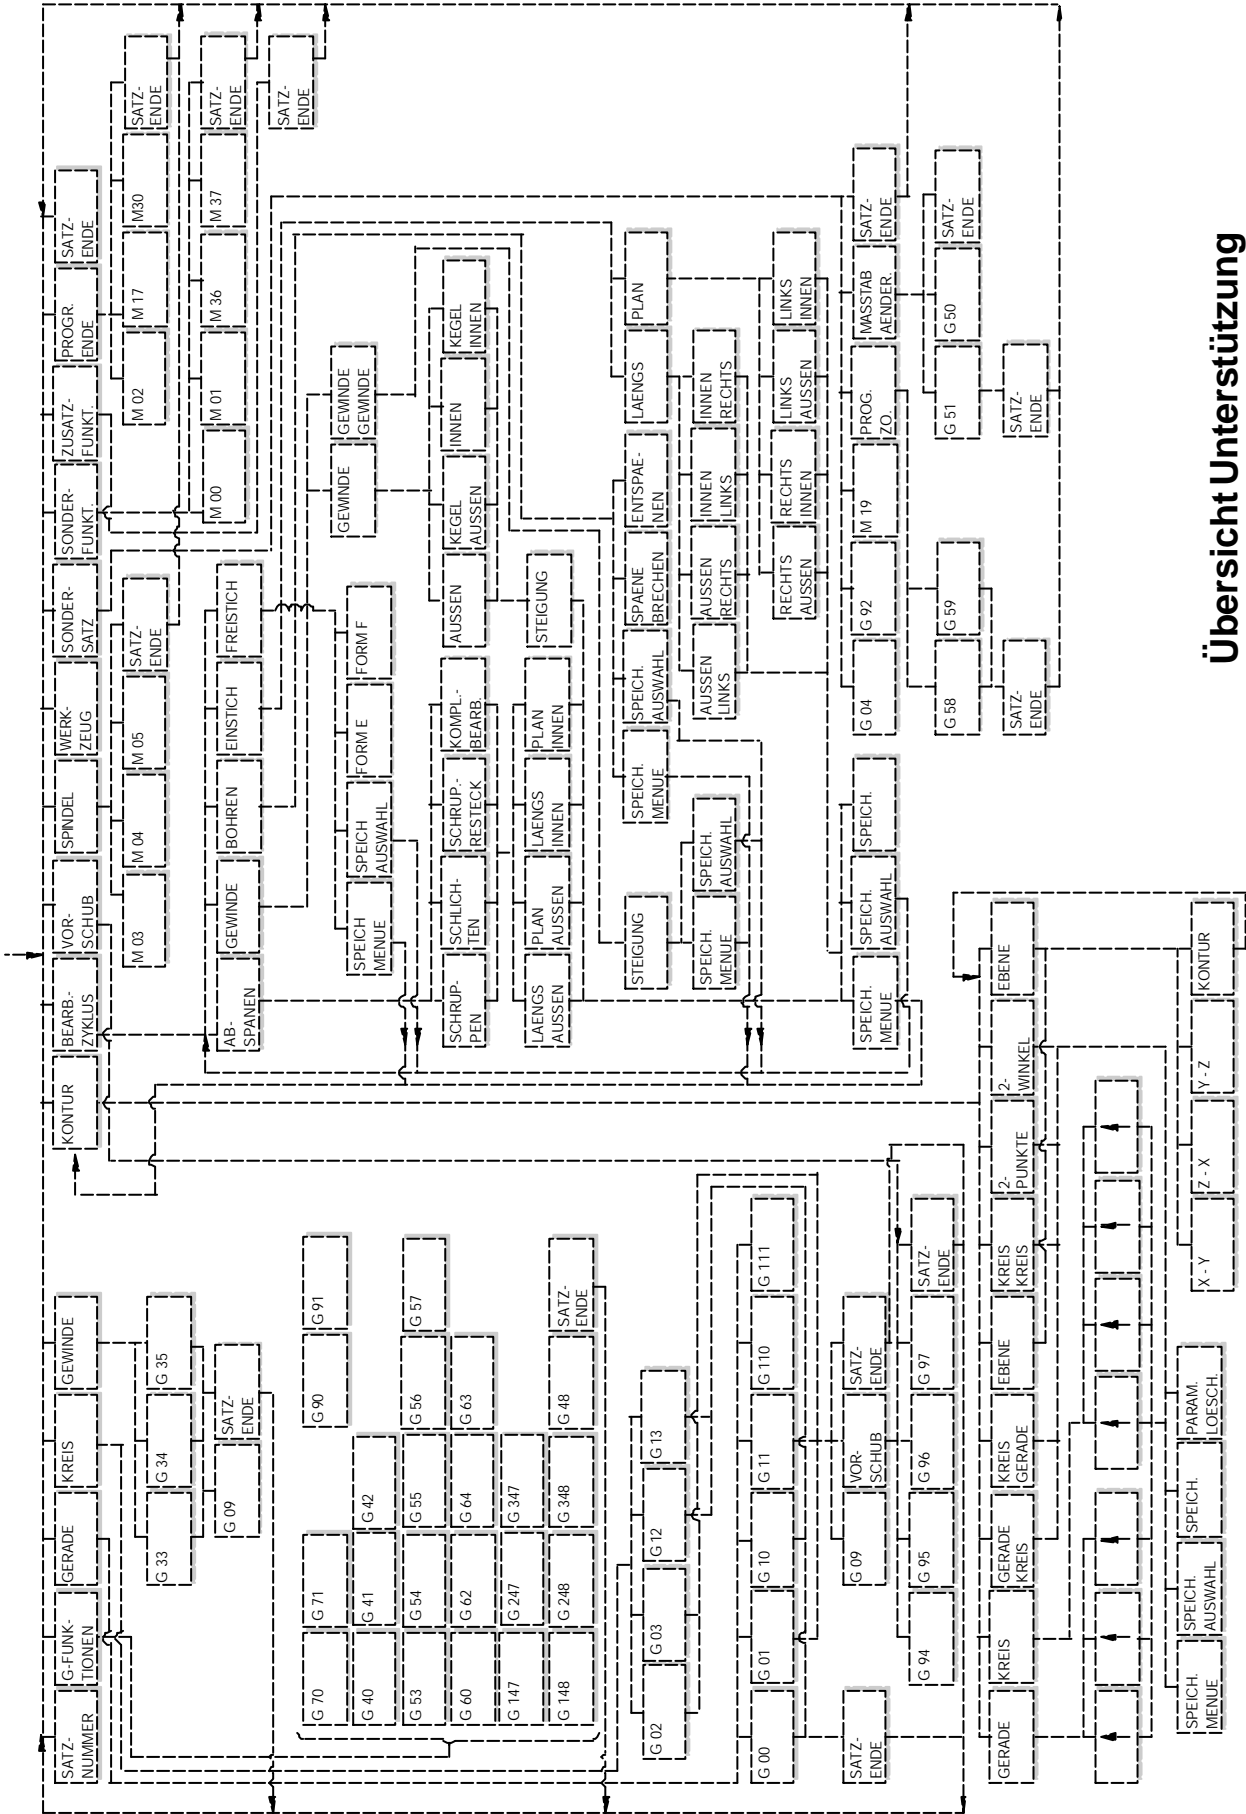 SATZ-
NUMMER
G-FUNK-
TIONEN
GERADE
KREIS
GEWINDE
KONTUR
BEARB.-
ZYKLUS
VOR-
SCHUB
SPINDEL
WERK-
ZEUG
SONDER-
SATZ
SONDER-
FUNKT.
ZUSATZ-
FUNKT.
PROGR.
ENDE
SATZ-
ENDE
M 03
M 04
M 05
SATZ-
ENDE
M 02
M 17
M30
SATZ-
ENDE
M 00
M 01
M 36
M 37
SATZ-
ENDE
SATZ-
ENDE
G 33
G 34
G 35
G 09
SATZ-
ENDE
AB-
SPANEN
GEWINDE
BOHREN
EINSTICH
FREISTICH
GEWINDE
GEWINDE
GEWINDE
SPEICH
MENUE
SPEICH
AUSWAHL
FORM E
FORM F
G 70
G 71
G 90
G 91
G 40
G 41
G 42
G 53
G 54
G 55
G 56
G 57
G 60
G 62
G 64
G 63
G 147
G 247
G 347
G 148
G 248
G 348
G 48
SATZ-
ENDE
SCHRUP-
PEN
SCHLICH-
TEN
SCHRUP.-
RESTECK
KOMPL.-
BEARB.
AUSSEN
KEGEL
AUSSEN
INNEN
KEGEL
INNEN
LAENGS
AUSSEN
PLAN
AUSSEN
LAENGS
INNEN
PLAN
INNEN
STEIGUNG
G 02
G 03
G 12
G 13
STEIGUNG
SPEICH.
MENUE
SPEICH.
AUSWAHL
SPAENE
BRECHEN
ENTSPAE-
NEN
LAENGS
PLAN
SPEICH.
MENUE
SPEICH.
AUSWAHL
AUSSEN
LINKS
AUSSEN
RECHTS
INNEN
LINKS
INNEN
RECHTS
G 00
G 01
G 10
G 11
G 110
G 111
RECHTS
AUSSEN
RECHTS
INNEN
LINKS
AUSSEN
LINKS
INNEN
SATZ-
ENDE
G 09
VOR-
SCHUB
SATZ-
ENDE
SPEICH.
MENUE
SPEICH.
AUSWAHL
SPEICH.
G 04
G 92
M 19
PROG.
ZO.
MASSTAB
AENDER.
SATZ-
ENDE
G 94
G 95
G 96
G 97
SATZ-
ENDE
G 58
G 59
G 51
G 50
SATZ-
ENDE
GERADE
KREIS
GERADE
KREIS
KREIS
GERADE
EBENE
KREIS
KREIS
2-
PUNKTE
2-
WINKEL
EBENE
SATZ-
ENDE
SATZ-
ENDE
SPEICH.
MENUE
SPEICH.
AUSWAHL
SPEICH.
PARAM.
LOESCH.
X - Y
Z - X
Y - Z
KONTUR
Übersicht Unterstützung